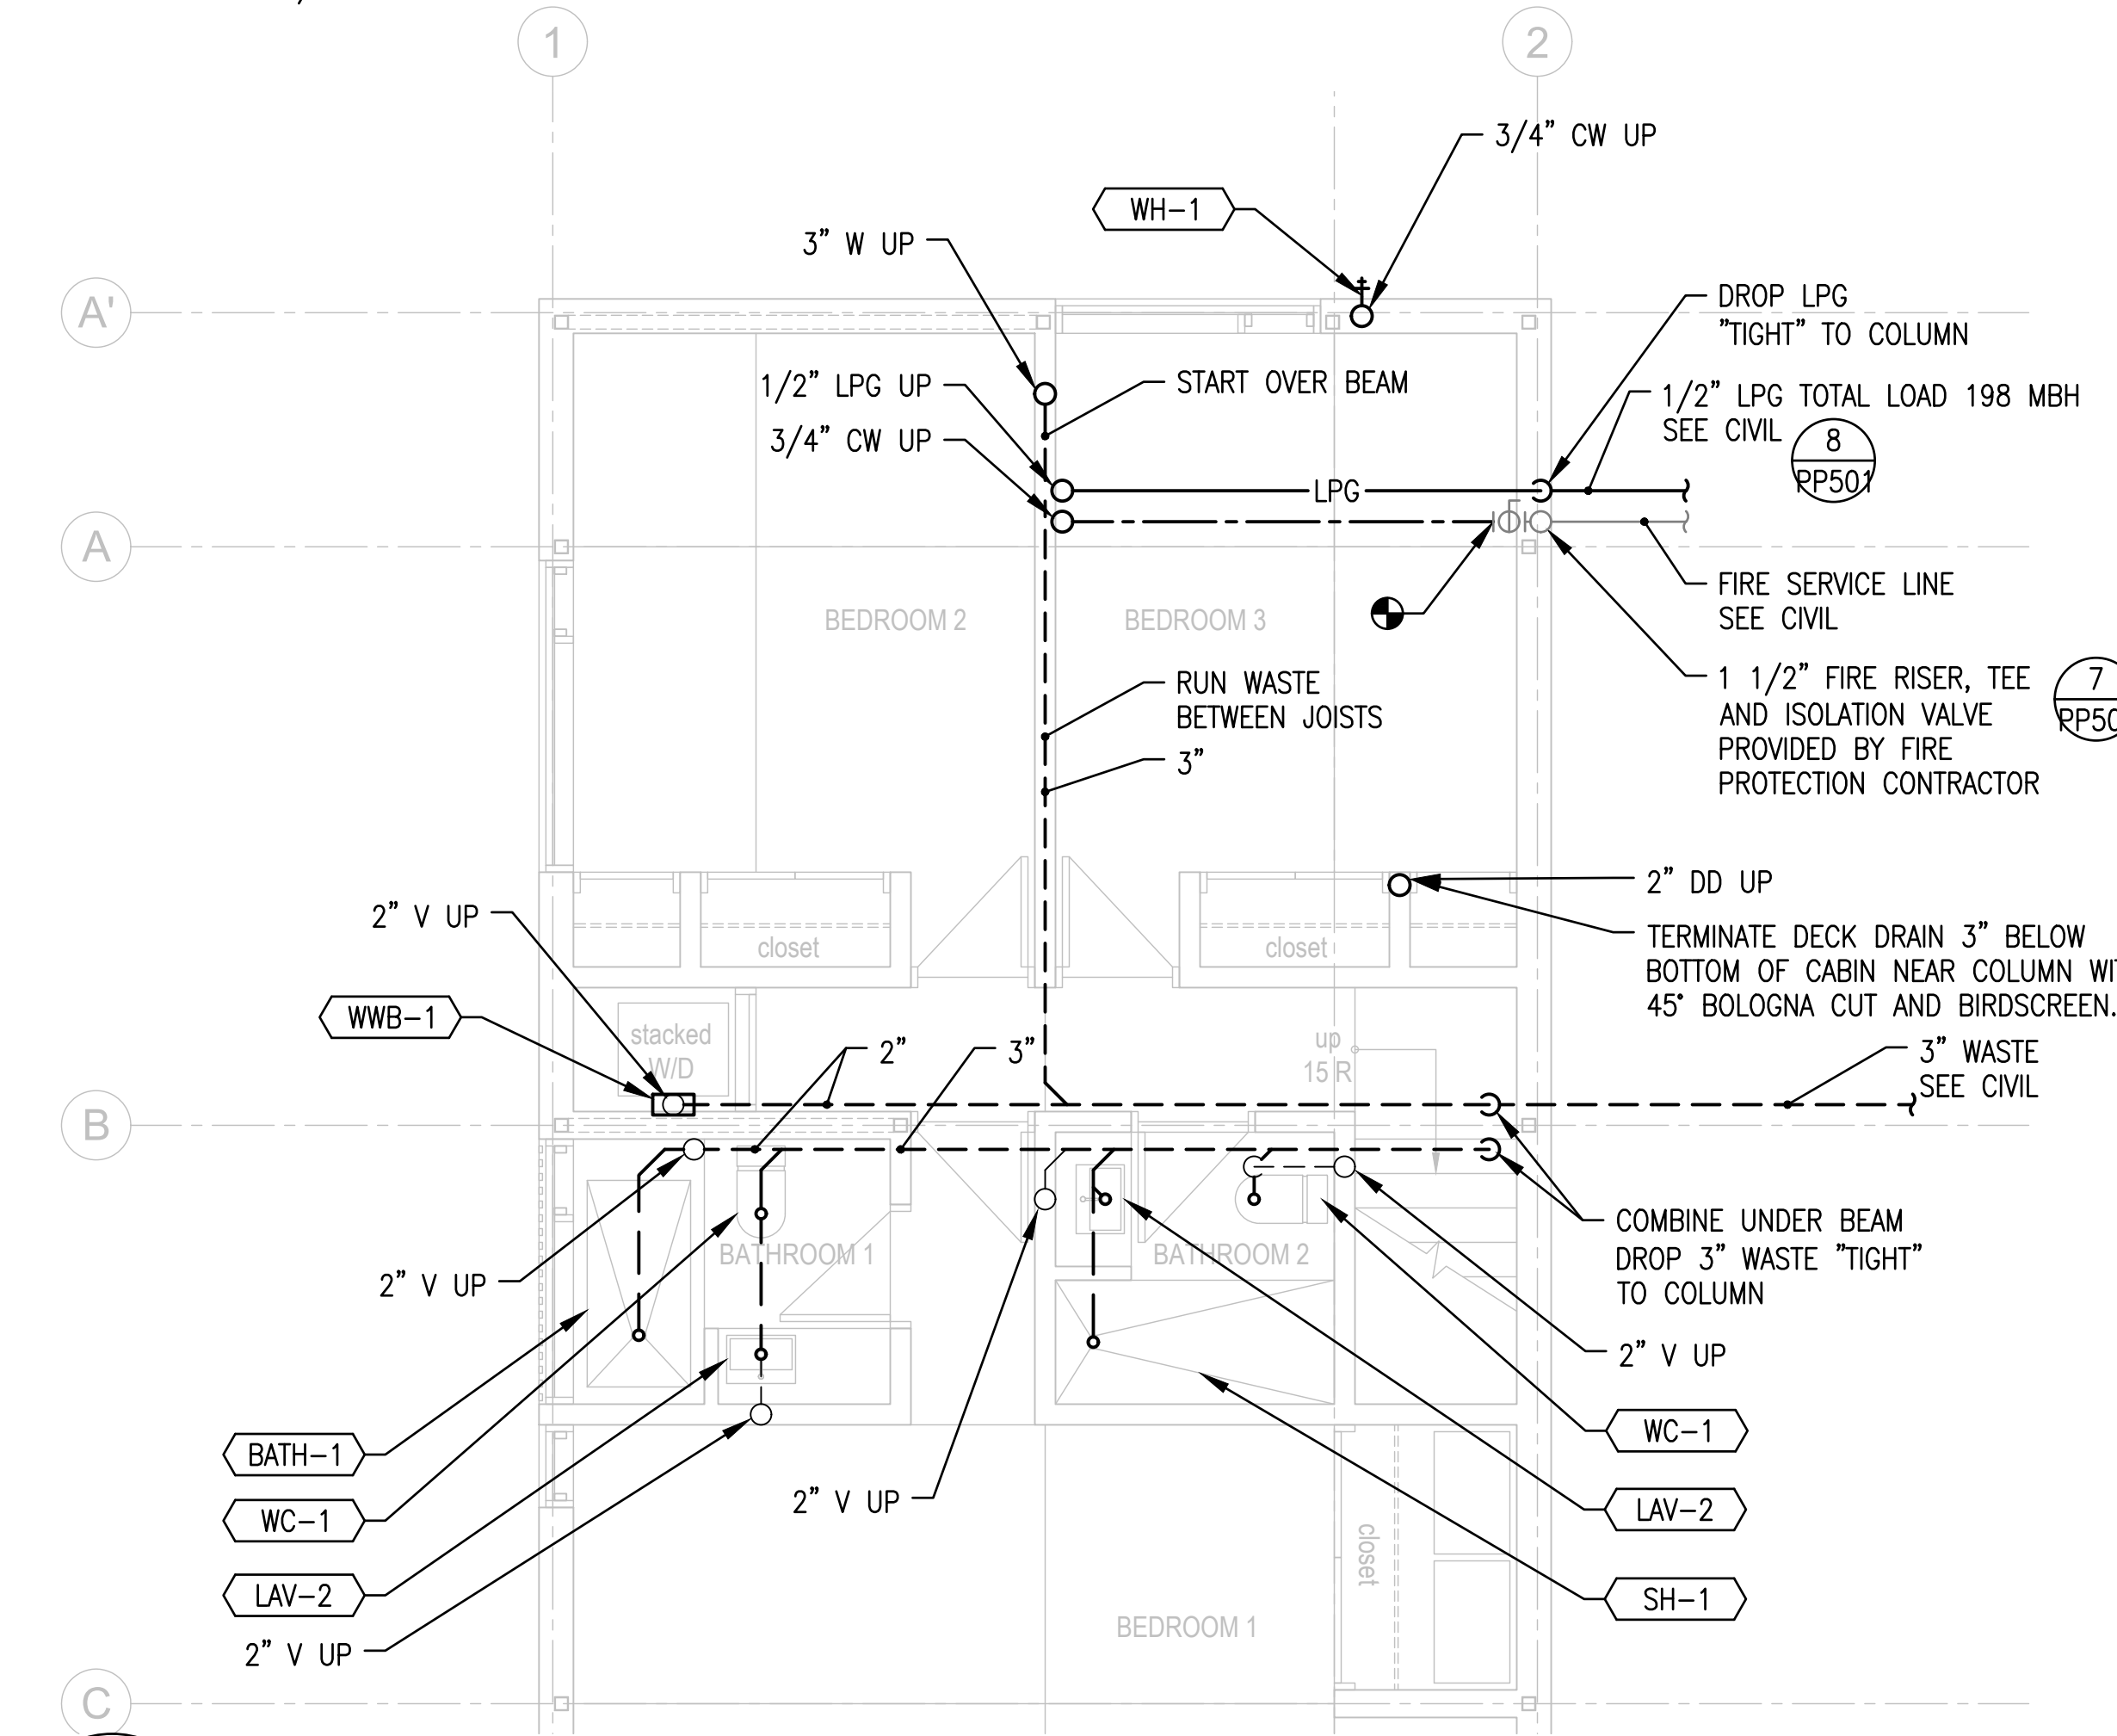 1
2
3/4" CW UP
WH-1
3" W UP
A'
DROP LPG
"TIGHT" TO COLUMN
1/2" LPG UP
START OVER BEAM
1/2" LPG TOTAL LOAD 198 MBH
SEE CIVIL
8
PP501
3/4" CW UP
LPG
A
FIRE SERVICE LINE
SEE CIVIL
BEDROOM 2
BEDROOM 3
1 1/2" FIRE RISER, TEE
AND ISOLATION VALVE
PROVIDED BY FIRE
PROTECTION CONTRACTOR
7
RUN WASTE
BETWEEN JOISTS
3"
2" DD UP
2" V UP
closet
closet
TERMINATE DECK DRAIN 3" BELOW
BOTTOM OF CABIN NEAR COLUMN
45° BOLOGNA CUT AND BIRDSCREEN.
WWB-1
stacked
W/D
2"
3"
up
15 R
3" WASTE
SEE CIVIL
B
2" V UP
BATHROOM 1
BATHROOM 2
COMBINE UNDER BEAM
DROP 3" WASTE "TIGHT"
TO COLUMN
2" V UP
BATH-1
WC-1
WC-1
2" V UP
LAV-2
LAV-2
closet
SH-1
2" V UP
BEDROOM 1
C